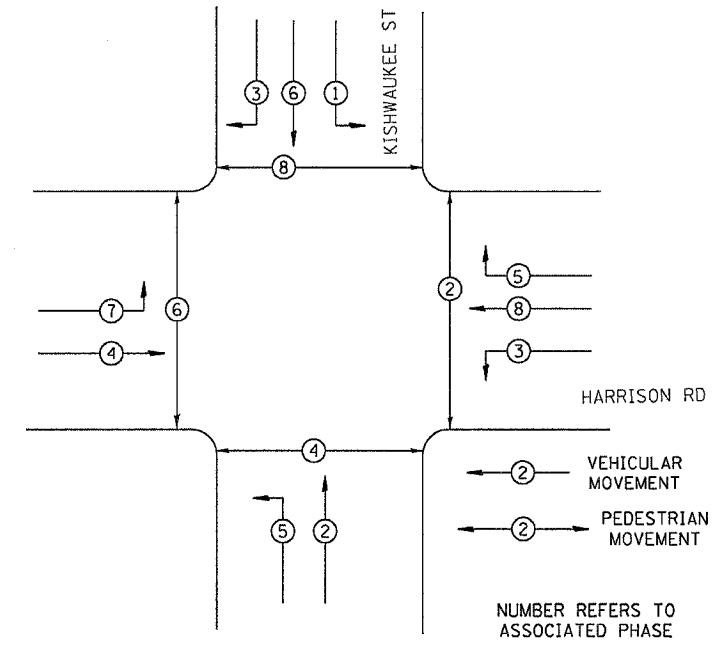 KISHWAUKEE ST
3 6 1
8
7
4
6
2
5
8
3
HARRISON RD
4
5 2
2 VEHICULAR
MOVEMENT
2 PEDESTRIAN
MOVEMENT
NUMBER REFERS TO
ASSOCIATED PHASE